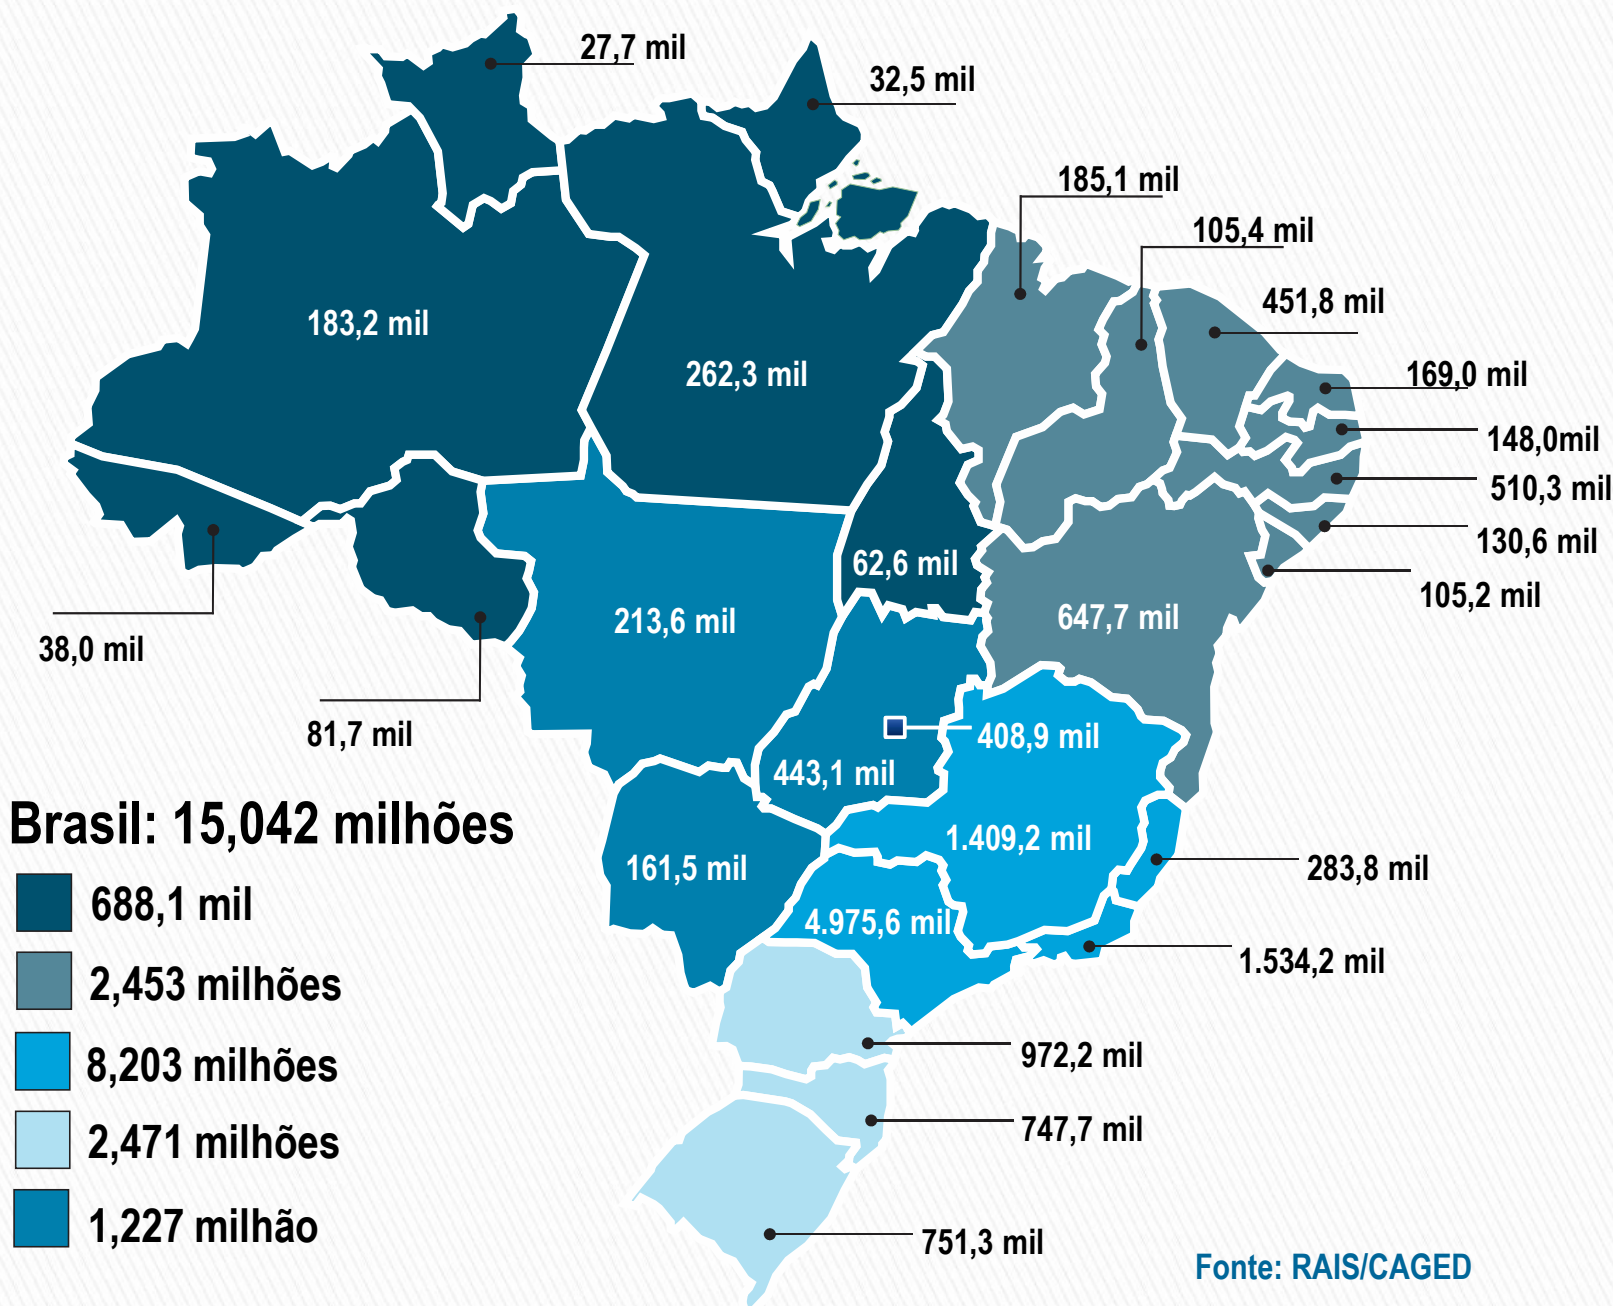 27,7 mil
32,5 mil
185,1 mil
105,4 mil
451,8 mil
183,2 mil
262,3 mil
169,0 mil
148,0mil
510,3 mil
130,6 mil
62,6 mil
105,2 mil
213,6 mil
647,7 mil
38,0 mil
81,7 mil
408,9 mil
443,1 mil
Brasil: 15,042 milhões
1.409,2 mil
161,5 mil
283,8 mil
688,1 mil
4.975,6 mil
1.534,2 mil
2,453 milhões
972,2 mil
8,203 milhões
747,7 mil
2,471 milhões
1,227 milhão
751,3 mil
Fonte: RAIS/CAGED